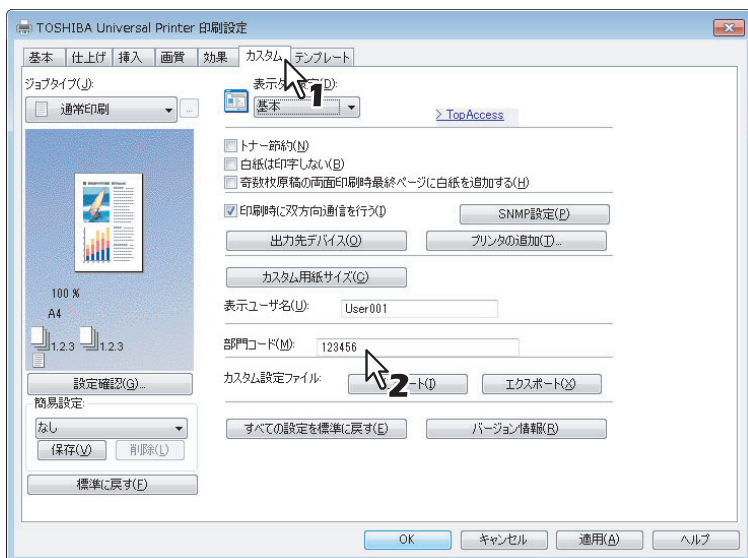 TOSHIBA Universal Printer 印刷設定
基本 仕上げ 挿入 画質 効果 カスタム テンプレート
ジョブタイプ(J):
通常印刷
100 %
A4
1.2.3 1.2.3
設定確認(G)...
簡易設定:
なし
保存(V) 削除(L)
標準に戻す(F)
(D):
1
基本
> TopAccess
トナー節約(N)
白紙は印字しない(B)
奇数枚原稿の両面印刷時最終ページに白紙を追加する(H)
印刷時に双方向通信を行う(I) SNMP設定(P)
出力先デバイス(O) プリンタの追加(T)...
カスタム用紙サイズ(C)
表示ユーザ名(U): User001
部門コード(M): 123456
カスタム設定ファイル: ート(I) エクスポート(X)
2
すべての設定を標準に戻す(E) バージョン情報(R)
OK キャンセル 適用(A) ヘルプ